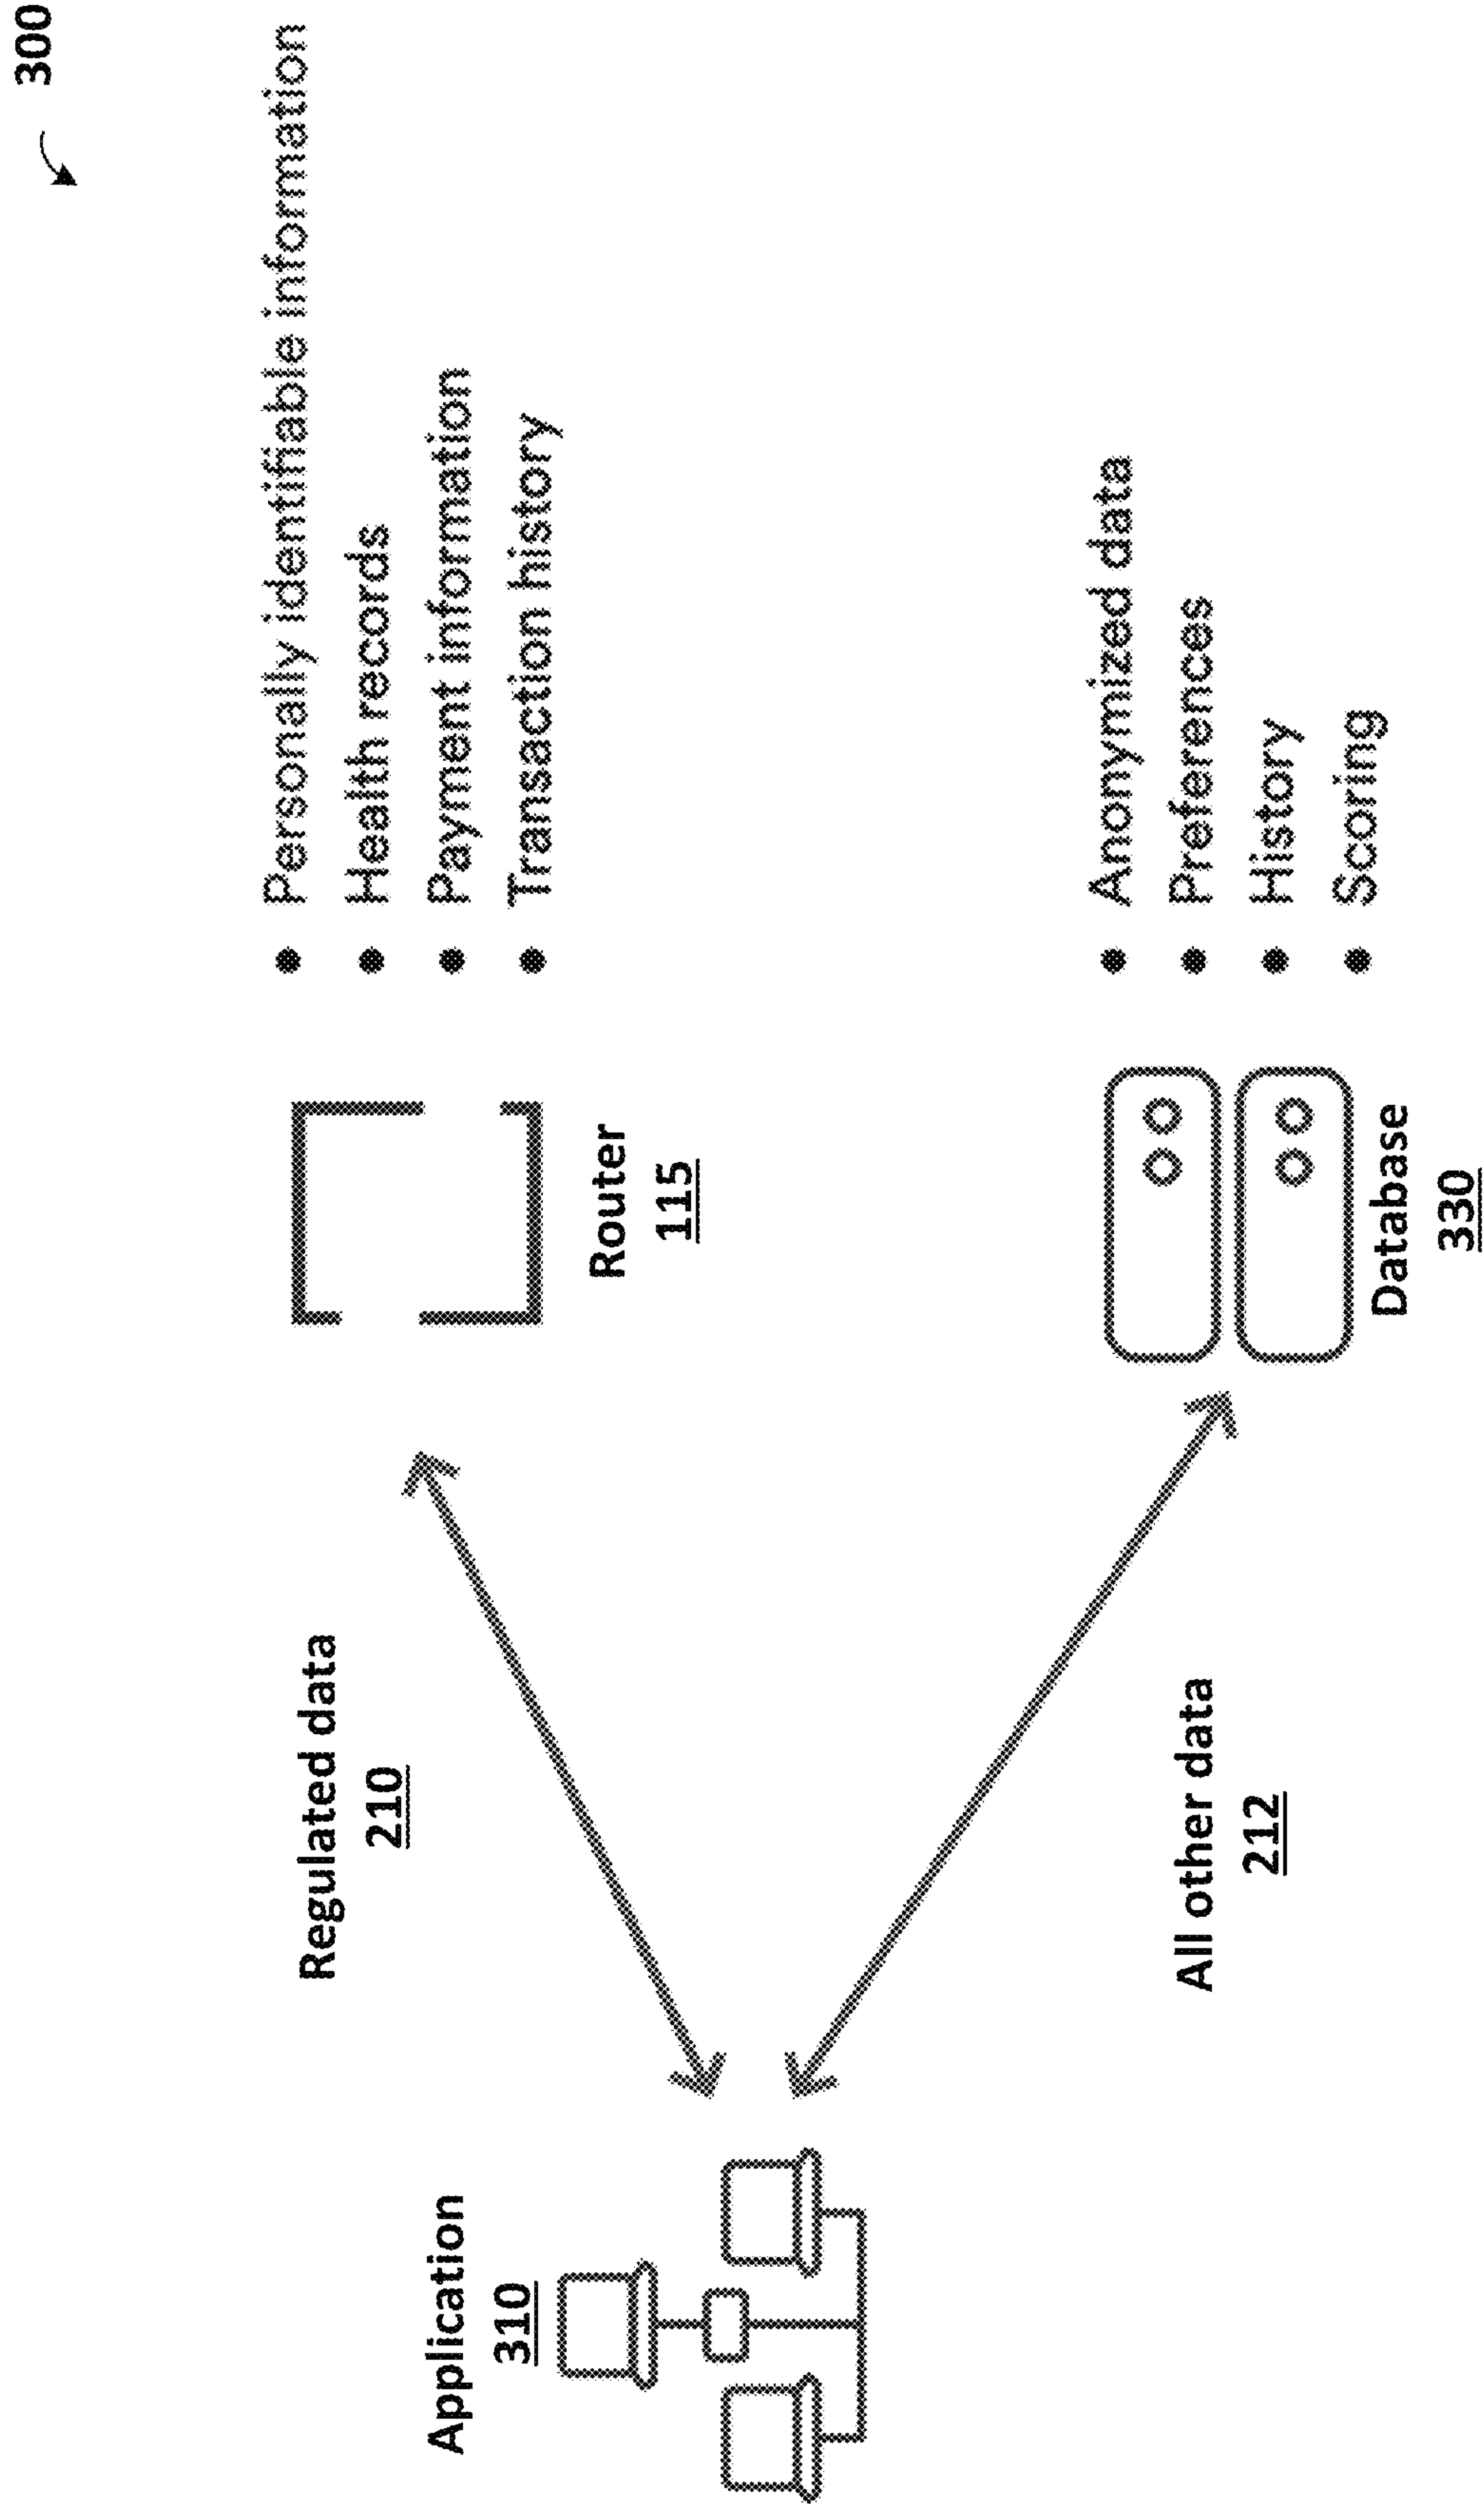 300
Application
310
Regulated data
210
Router
115
• Personally identifiable information
• Health records
• Payment information
• Transaction history
All other data
212
Database
330
• Anonymized data
• Preferences
• History
• Scoring